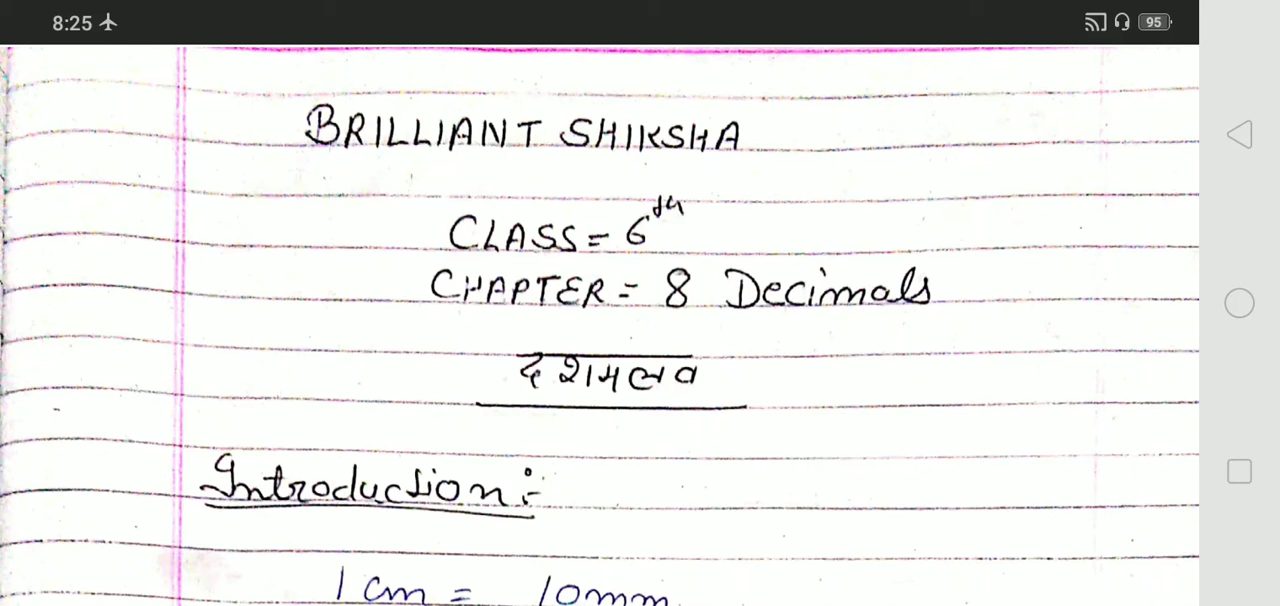 8:25
95
BRILLIANT SHIKSHA
CLASS = 6th
CHAPTER = 8 Decimals
दशमलव
Introduction:-
1 cm = 10mm